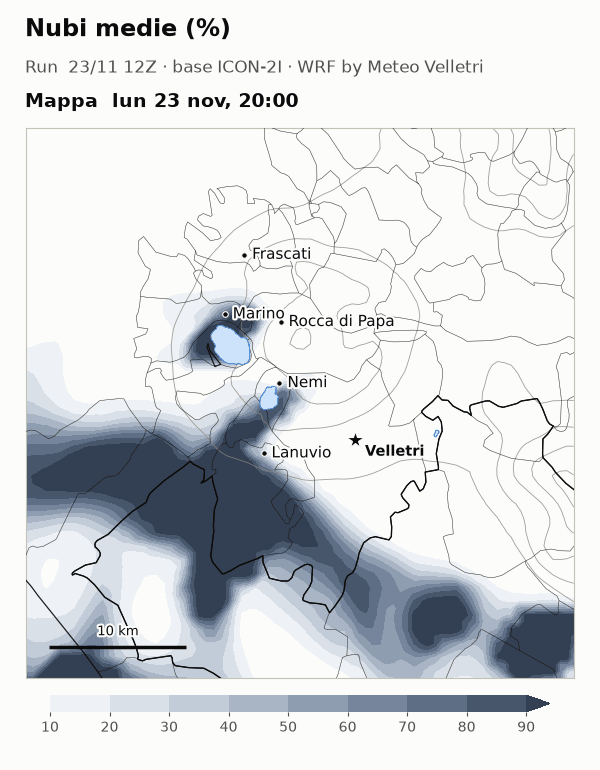 Nubi medie (%)
Run  23/11 12Z · base ICON-2I · WRF by Meteo Velletri
Mappa  lun 23 nov, 20:00
Frascati
Marino
Rocca di Papa
Nemi
Velletri
Lanuvio
10 km
10 20 30 40 50 60 70 80 90